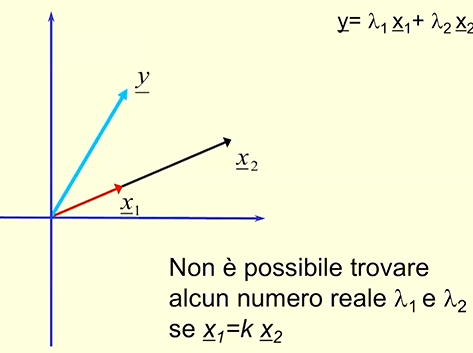 y= λ1 x1+ λ2 x2
y
x2
x1
Non è possibile trovare
alcun numero reale λ1 e λ2
se x1=k x2